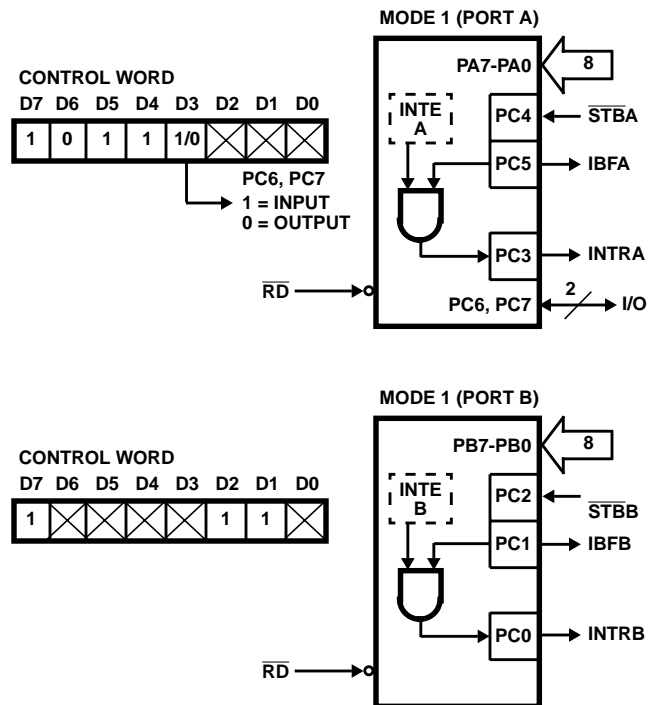 MODE 1 (PORT A)
CONTROL WORD
D7 D6 D5 D4 D3 D2 D1 D0
1 0 1 1 1/0
PC6, PC7
1 = INPUT
0 = OUTPUT
PA7-PA0
8
INTE
A
PC4
STBA
PC5
IBFA
PC3
INTRA
RD
PC6, PC7
2
I/O
MODE 1 (PORT B)
CONTROL WORD
D7 D6 D5 D4 D3 D2 D1 D0
1 1 1
PB7-PB0
8
INTE
B
PC2
STBB
PC1
IBFB
PC0
INTRB
RD